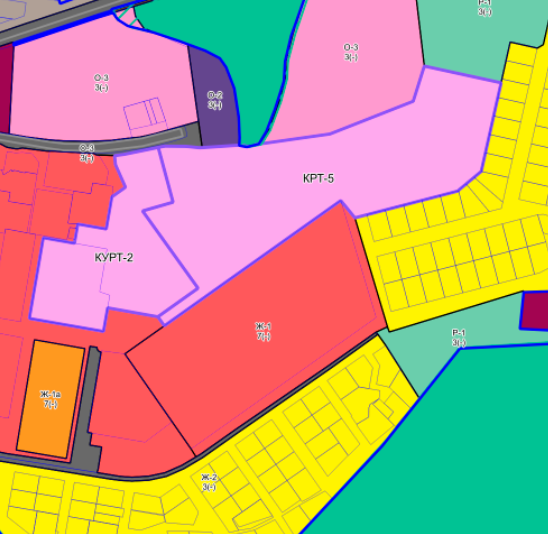 Р-1
3(-)
О-3
3(-)
О-3
3(-)
О-2
3(-)
О-3
3(-)
КРТ-5
КУРТ-2
Ж-1
7(-)
Р-1
3(-)
Ж-1а
7(-)
Ж-2
3(-)